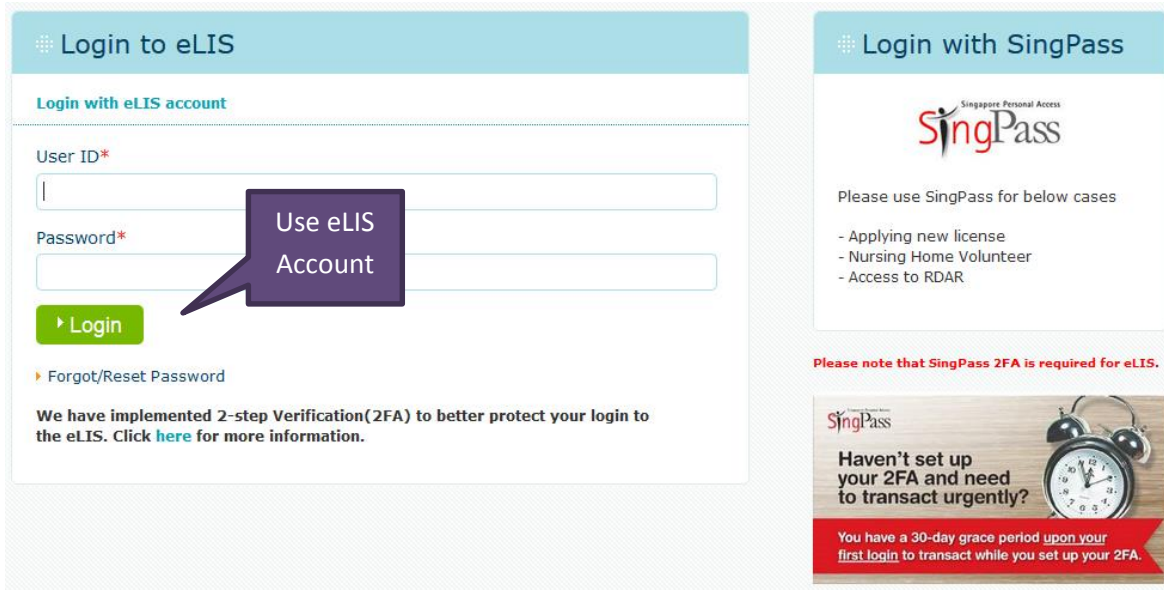 Login to eLIS
Login with eLIS account
User ID*
Password*
Use eLIS
Account
Login
Forgot/Reset Password
We have implemented 2-step Verification(2FA) to better protect your login to
the eLIS. Click here for more information.
Login with SingPass
Singapore Personal Access
SingPass
Please use SingPass for below cases
- Applying new license
- Nursing Home Volunteer
- Access to RDAR
Please note that SingPass 2FA is required for eLIS.
SingPass
Haven't set up
your 2FA and need
to transact urgently?
You have a 30-day grace period upon your
first login to transact while you set up your 2FA.